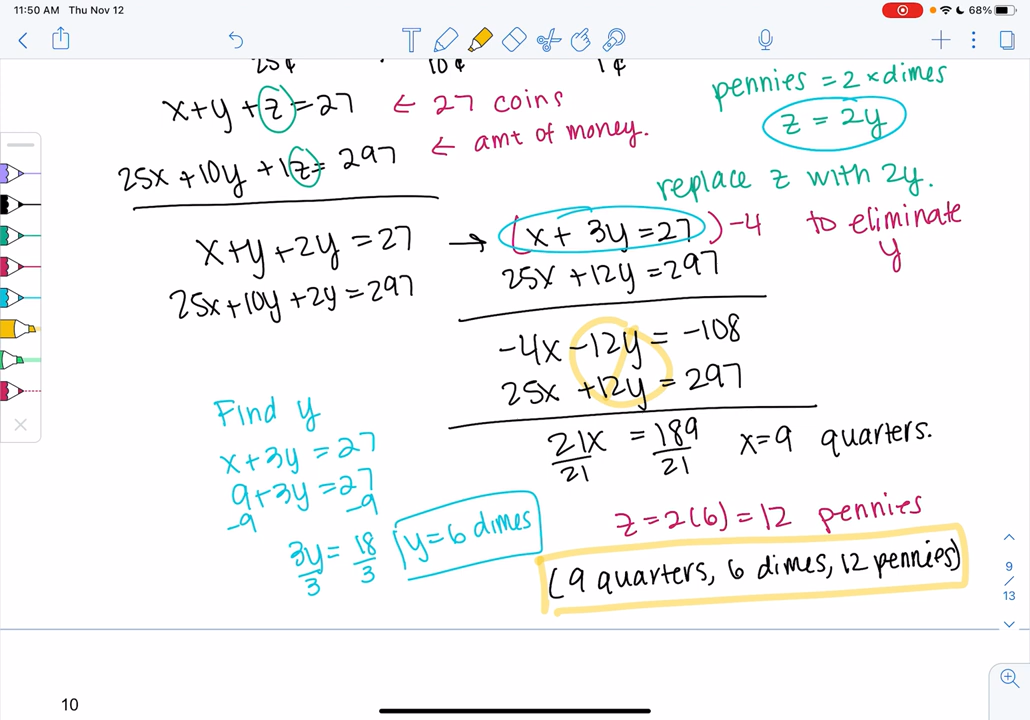 11:50 AM Thu Nov 12
68%
25¢ 10¢ 1¢
x+y+z=27 ← 27 coins
25x+10y+1z=297 ← amt of money.
pennies = 2 × dimes
z = 2y
replace z with 2y.
x+y+2y=27 → (x+3y=27)-4 to eliminate y
25x+10y+2y=297
25x+12y=297
-4x-12y=-108
25x+12y=297
21x/21 = 189/21 x=9 quarters.
Find y
x+3y=27
9+3y=27
-9 -9
3y/3 = 18/3 y=6 dimes
z=2(6)=12 pennies
(9 quarters, 6 dimes, 12 pennies)
9
/
13
10